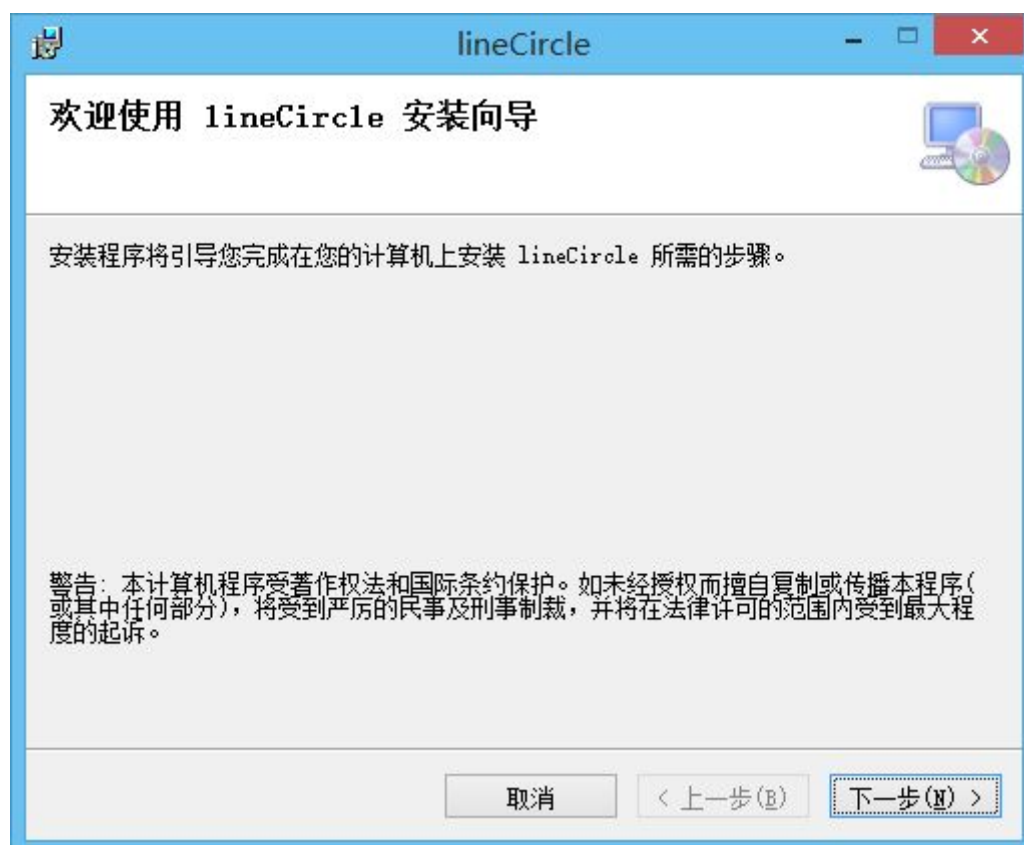 lineCircle
欢迎使用 lineCircle 安装向导
安装程序将引导您完成在您的计算机上安装 lineCircle 所需的步骤。
警告: 本计算机程序受著作权法和国际条约保护。如未经授权而擅自复制或传播本程序(
或其中任何部分), 将受到严厉的民事及刑事制裁, 并将在法律许可的范围内受到最大程
度的起诉。
取消 < 上一步(B) 下一步(N) >